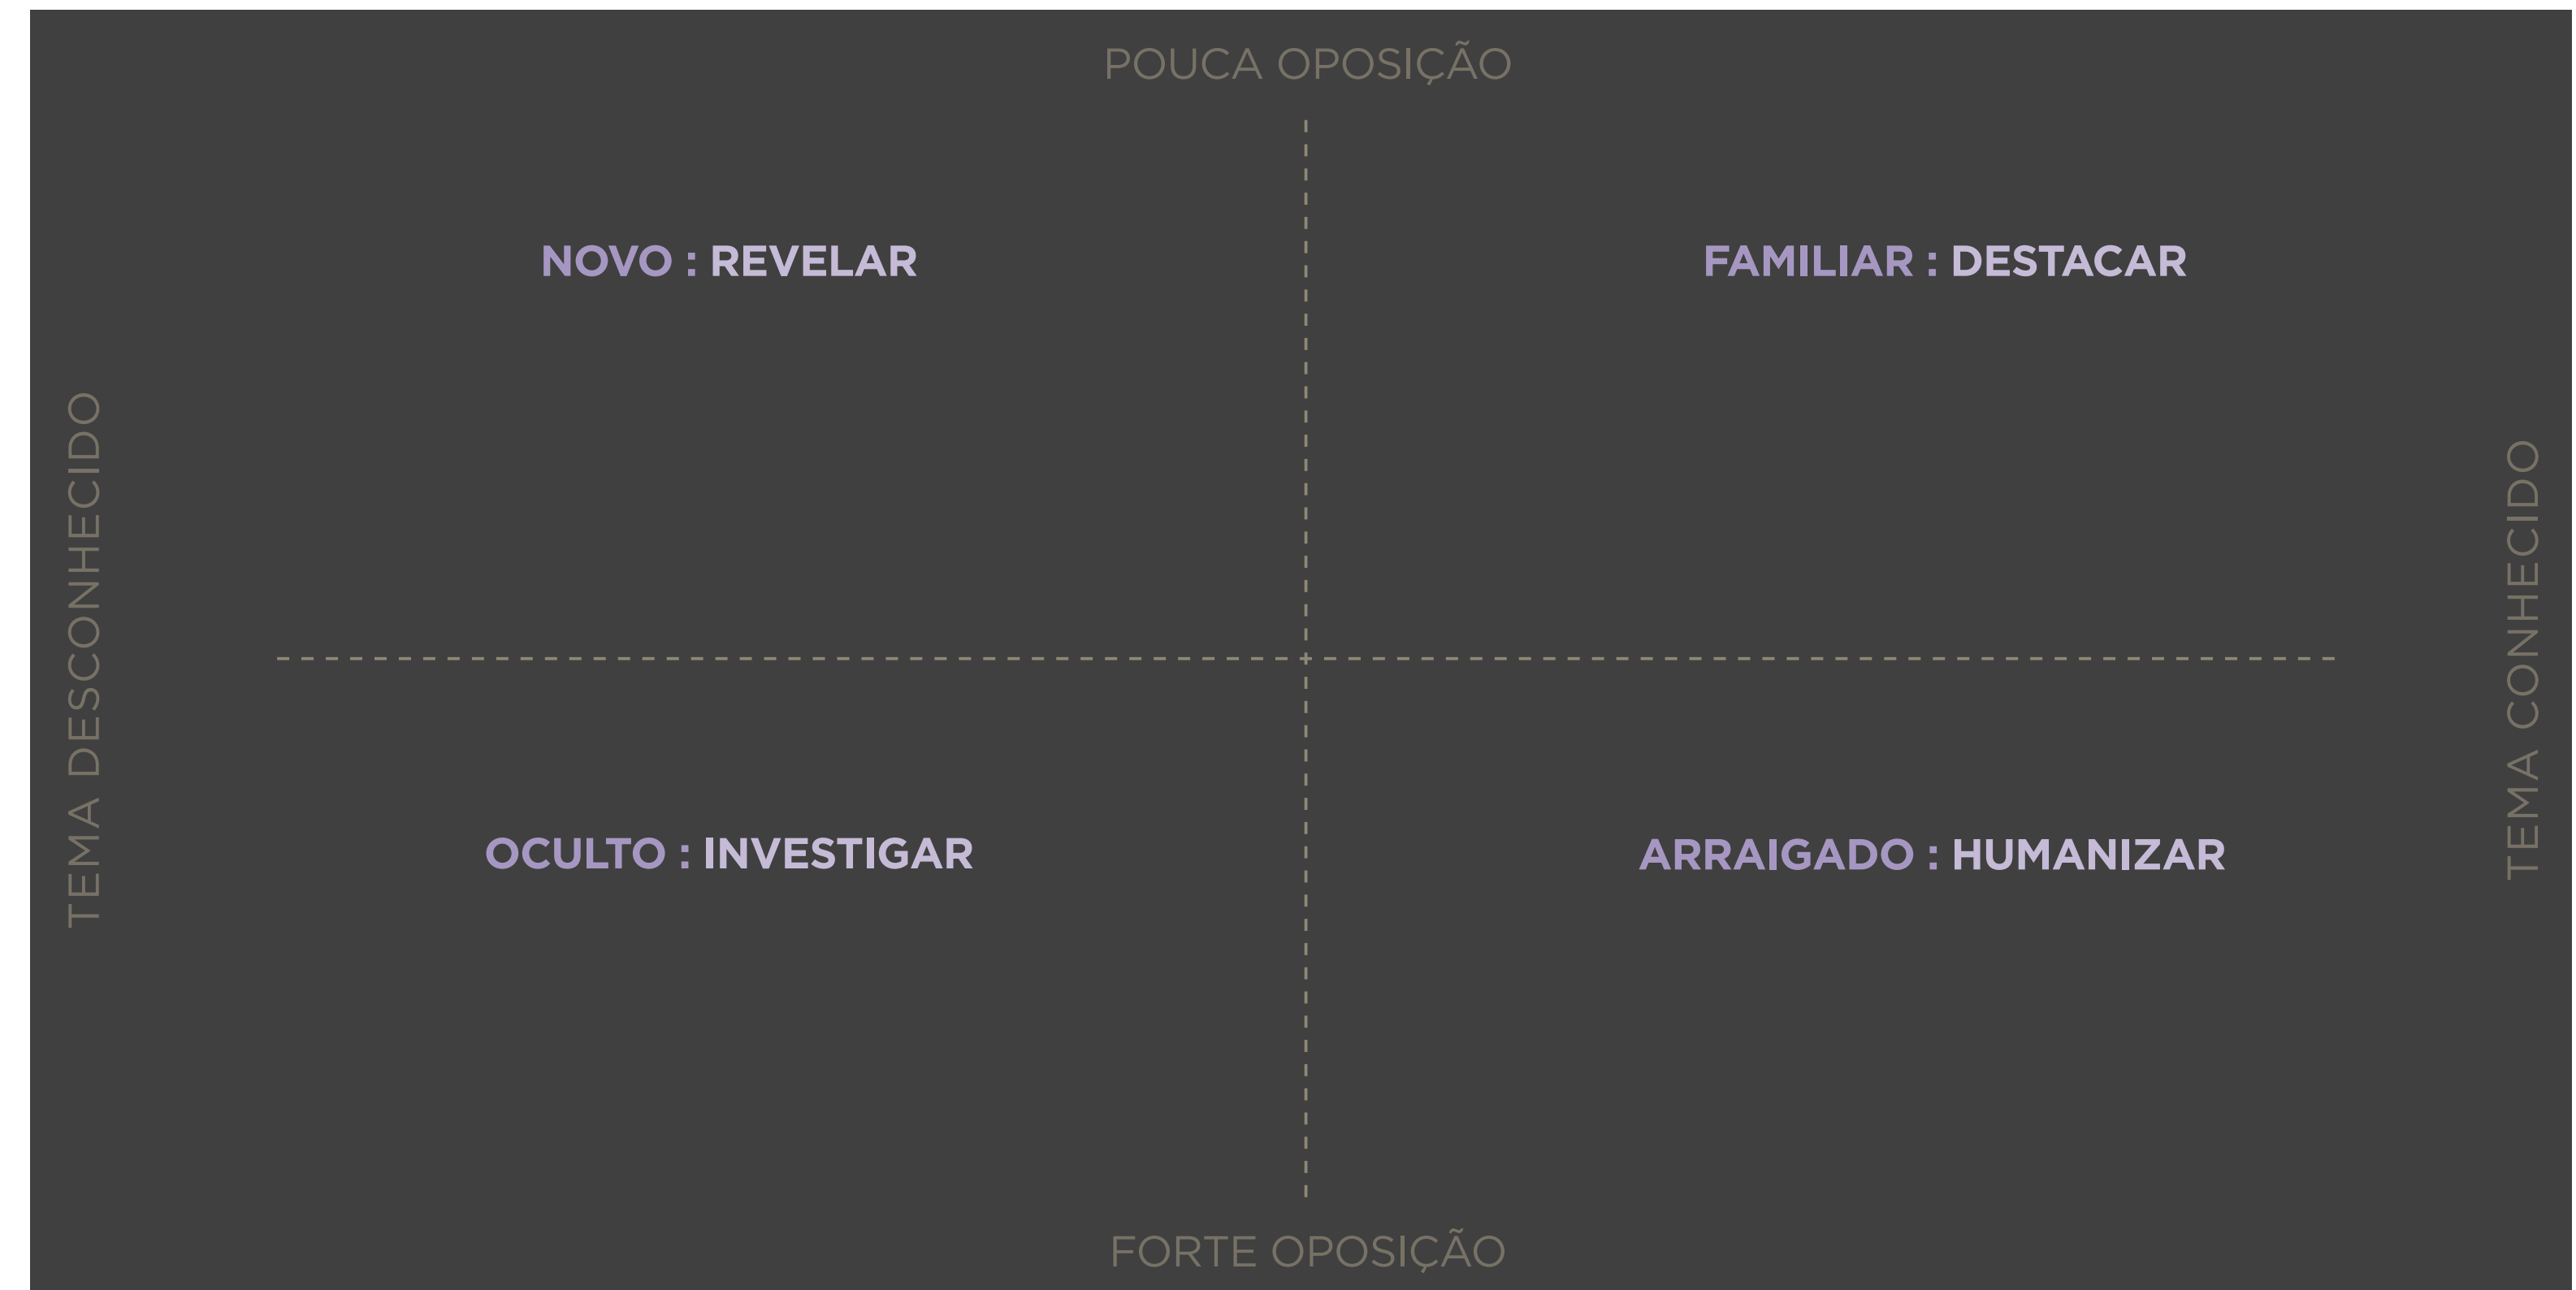 POUCA OPOSIÇÃO
NOVO : REVELAR
FAMILIAR : DESTACAR
TEMA DESCONHECIDO
TEMA CONHECIDO
OCULTO : INVESTIGAR
ARRAIGADO : HUMANIZAR
FORTE OPOSIÇÃO